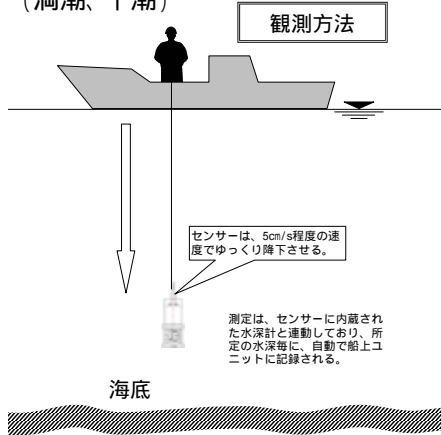 (満潮、干潮)
観測方法
センサーは、5cm/s程度の速
度でゆっくり降下させる。
測定は、センサーに内蔵され
た水深計と連動しており、所
定の水深毎に、自動で船上ユ
ニットに記録される。
海底